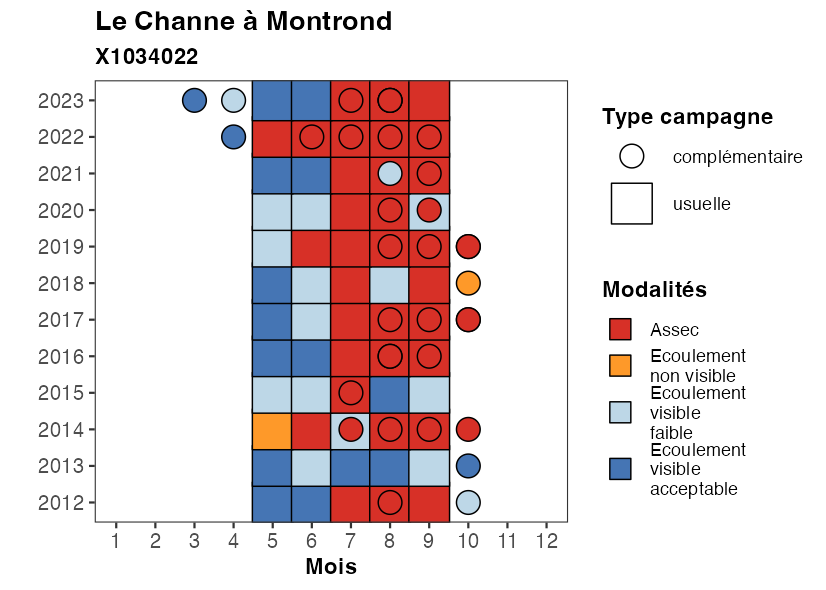 Le Channe à Montrond
X1034022
2023
2022
2021
2020
2019
2018
2017
2016
2015
2014
2013
2012
1 2 3 4 5 6 7 8 9 10 11 12
Mois
Type campagne
complémentaire
usuelle
Modalités
Assec
Ecoulement
non visible
Ecoulement
visible
faible
Ecoulement
visible
acceptable